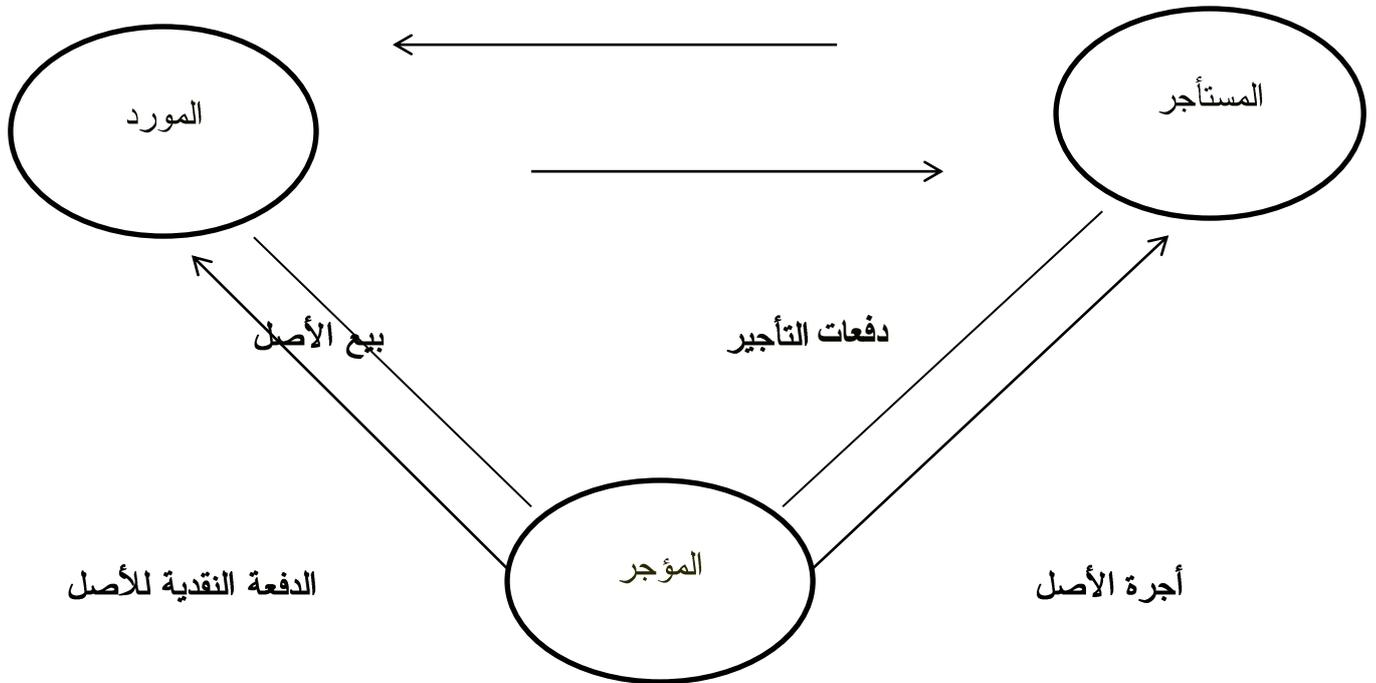 المستأجر
المورد
دفعات التأجير
بيع الأصل
المؤجر
أجرة الأصل
الدفعة النقدية للأصل